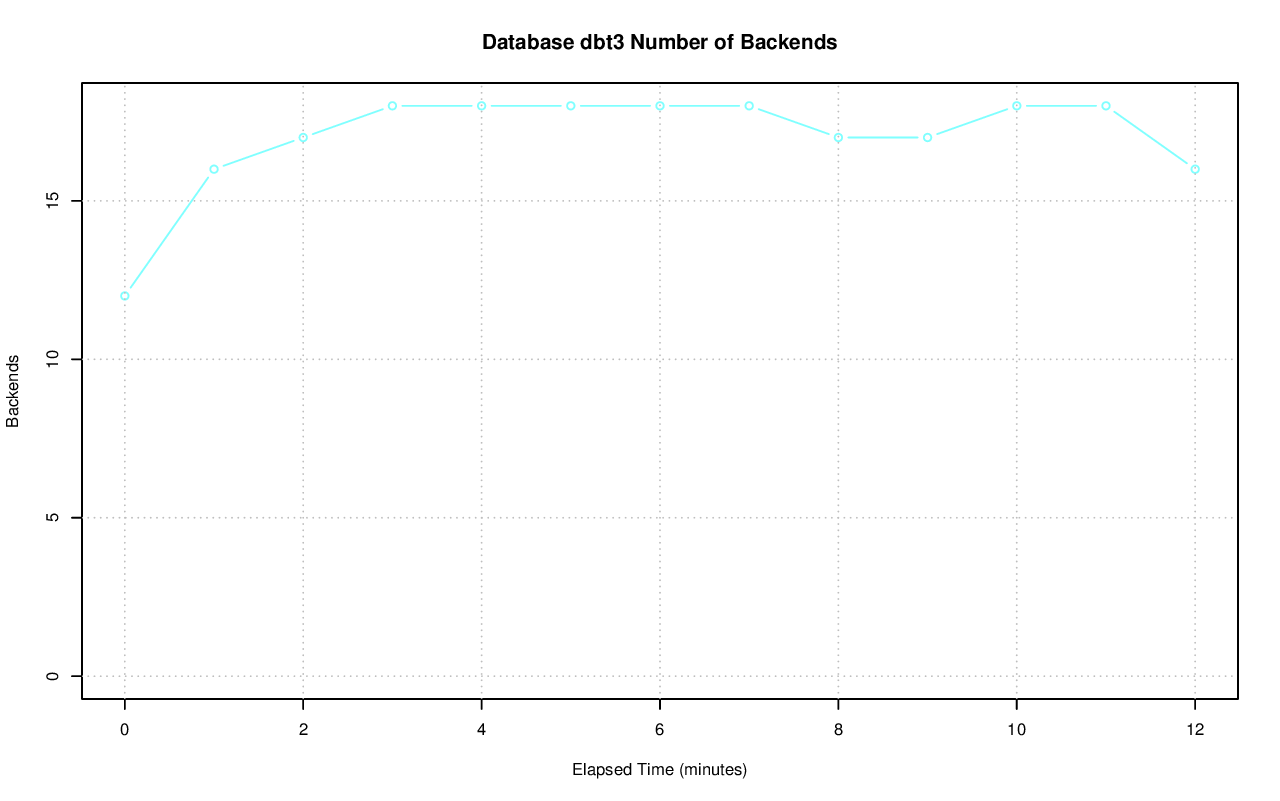 Database dbt3 Number of Backends
15
10
5
0
Backends
0 2 4 6 8 10 12
Elapsed Time (minutes)